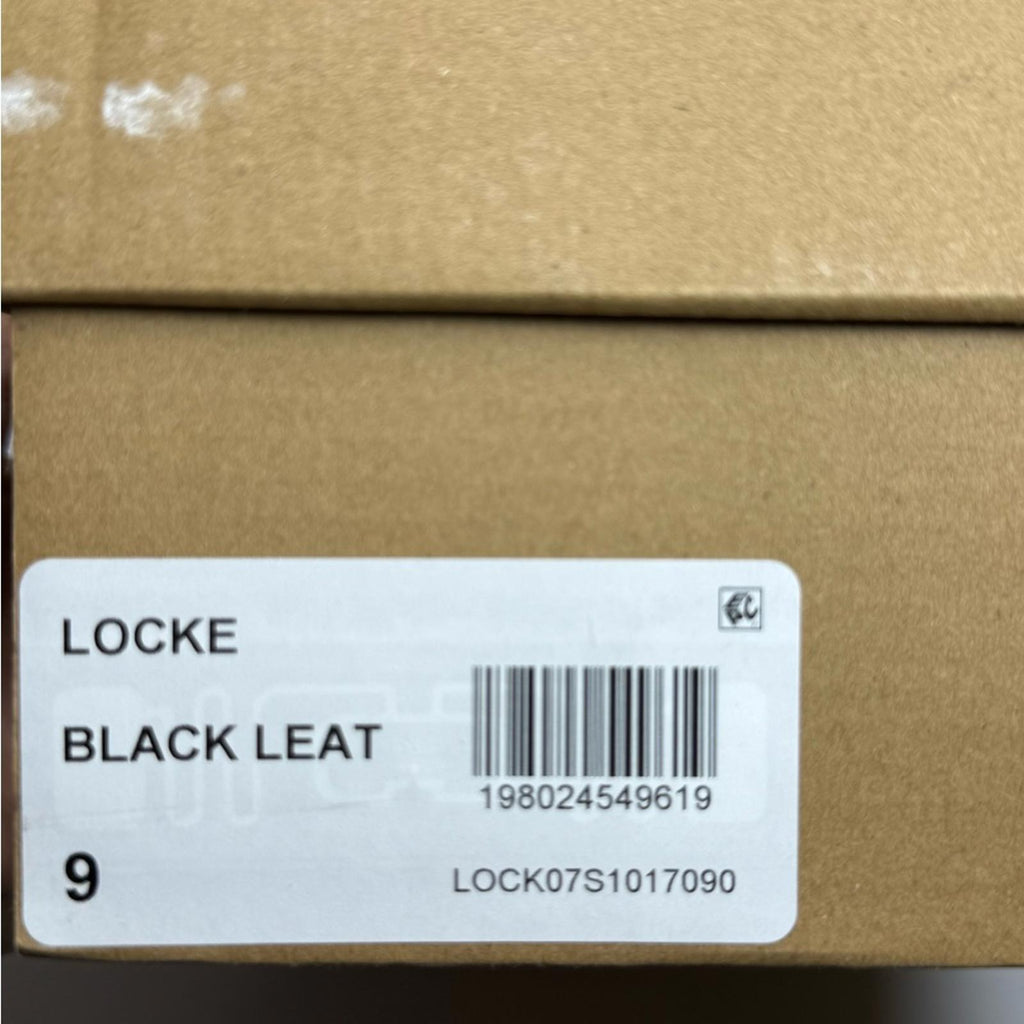 LOCKE
BLACK LEAT
198024549619
9
LOCK07S1017090